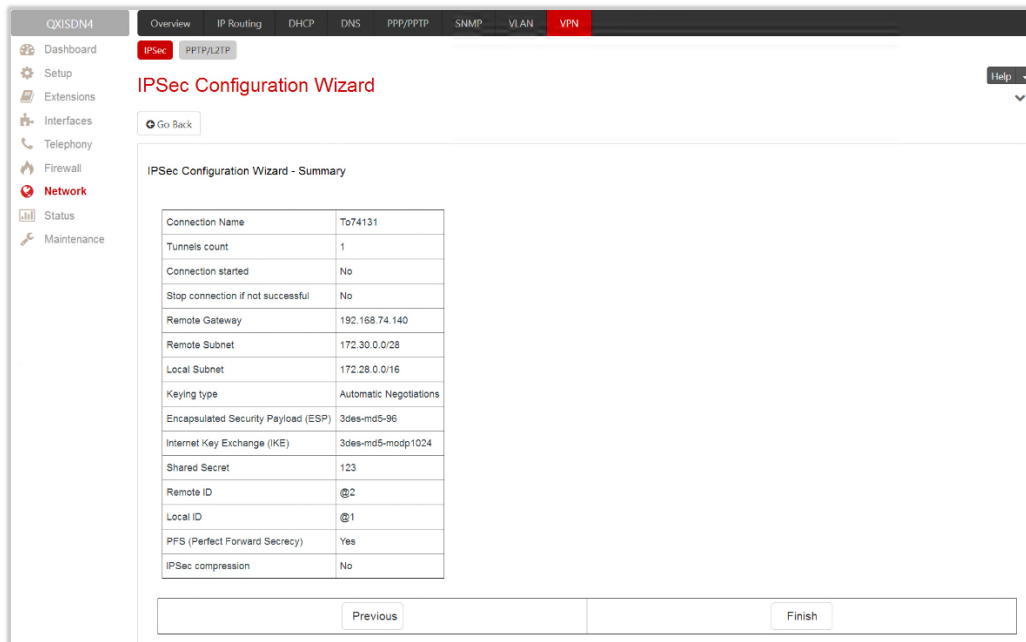 QXISDN4
Overview IP Routing DHCP DNS PPP/PPTP SNMP VLAN VPN
Dashboard
Setup
Extensions
Interfaces
Telephony
Firewall
Network
Status
Maintenance
IPSec PPTP/L2TP
IPSec Configuration Wizard
Help
Go Back
IPSec Configuration Wizard - Summary
Connection Name To74131
Tunnels count 1
Connection started No
Stop connection if not successful No
Remote Gateway 192.168.74.140
Remote Subnet 172.30.0.0/28
Local Subnet 172.28.0.0/16
Keying type Automatic Negotiations
Encapsulated Security Payload (ESP) 3des-md5-96
Internet Key Exchange (IKE) 3des-md5-modp1024
Shared Secret 123
Remote ID @2
Local ID @1
PFS (Perfect Forward Secrecy) Yes
IPSec compression No
Previous Finish